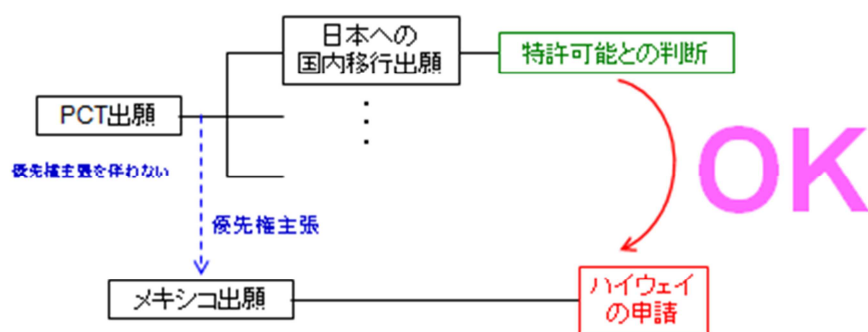 日本への
国内移行出願
特許可能との判断
PCT出願
優先権主張を伴わない
優先権主張
OK
メキシコ出願
ハイウェイ
の申請